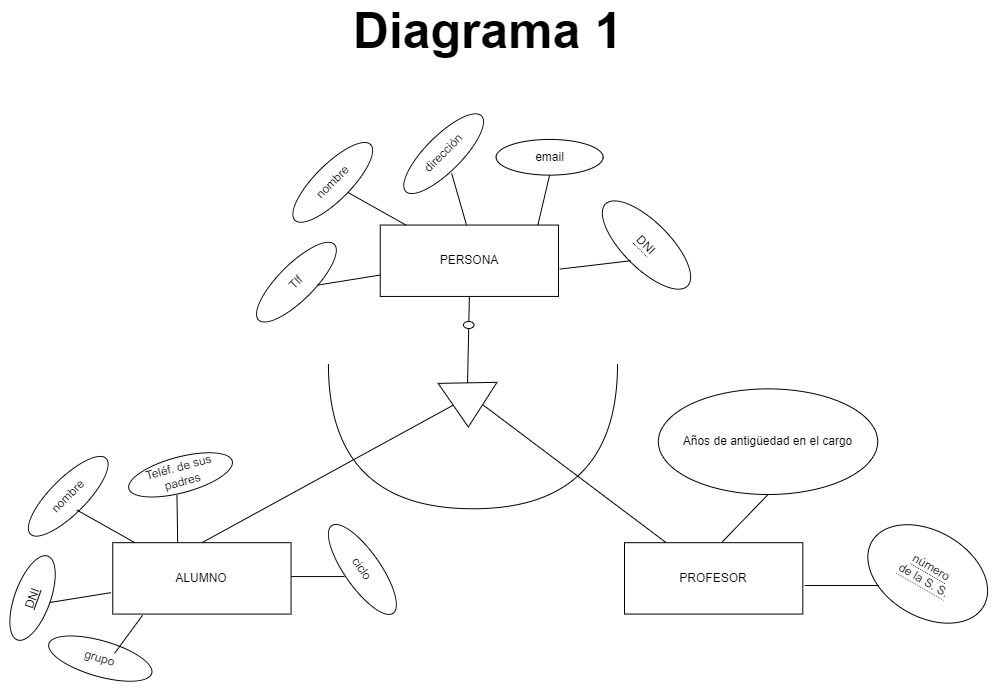 Diagrama 1
nombre
dirección
email
Tlf
PERSONA
DNI
Años de antigüedad en el cargo
nombre
Teléf. de sus
padres
ciclo
DNI
ALUMNO
grupo
PROFESOR
número
de la S. S.